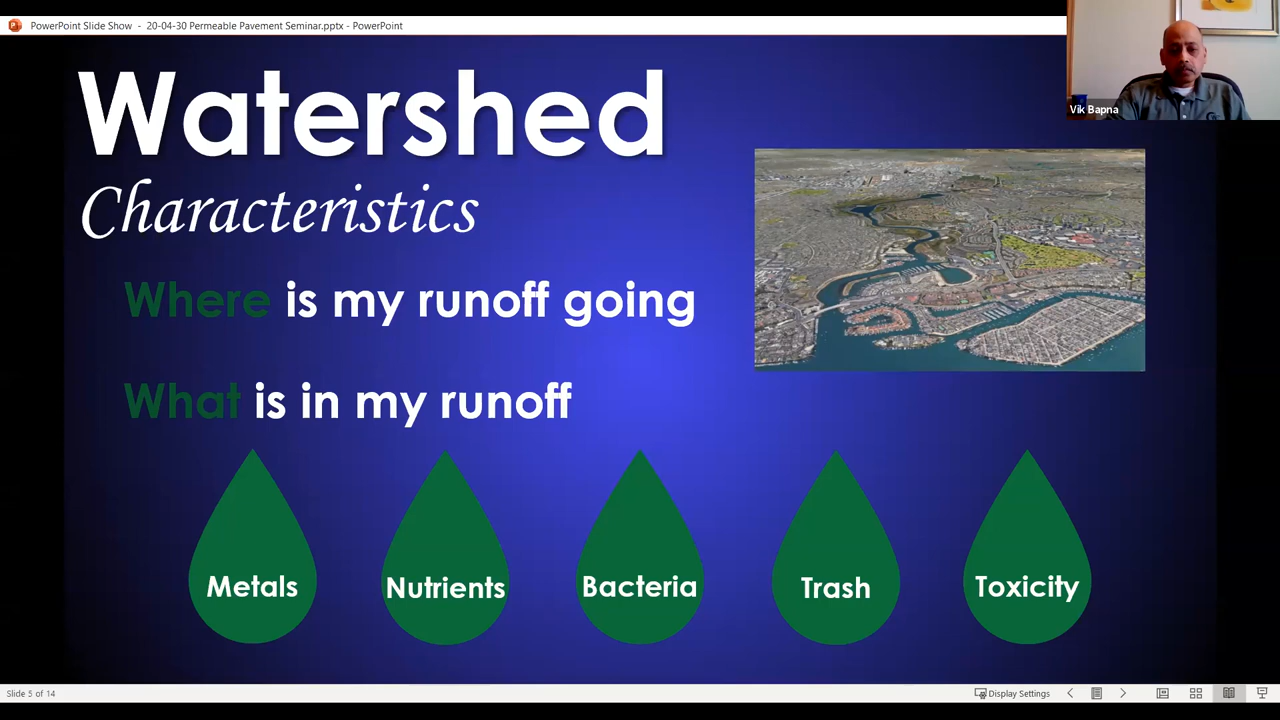 PowerPoint Slide Show - 20-04-30 Permeable Pavement Seminar.pptx - PowerPoint
Vik Bapna
Watershed
Characteristics
Where is my runoff going
What is in my runoff
Metals
Nutrients
Bacteria
Trash
Toxicity
Slide 5 of 14
Display Settings